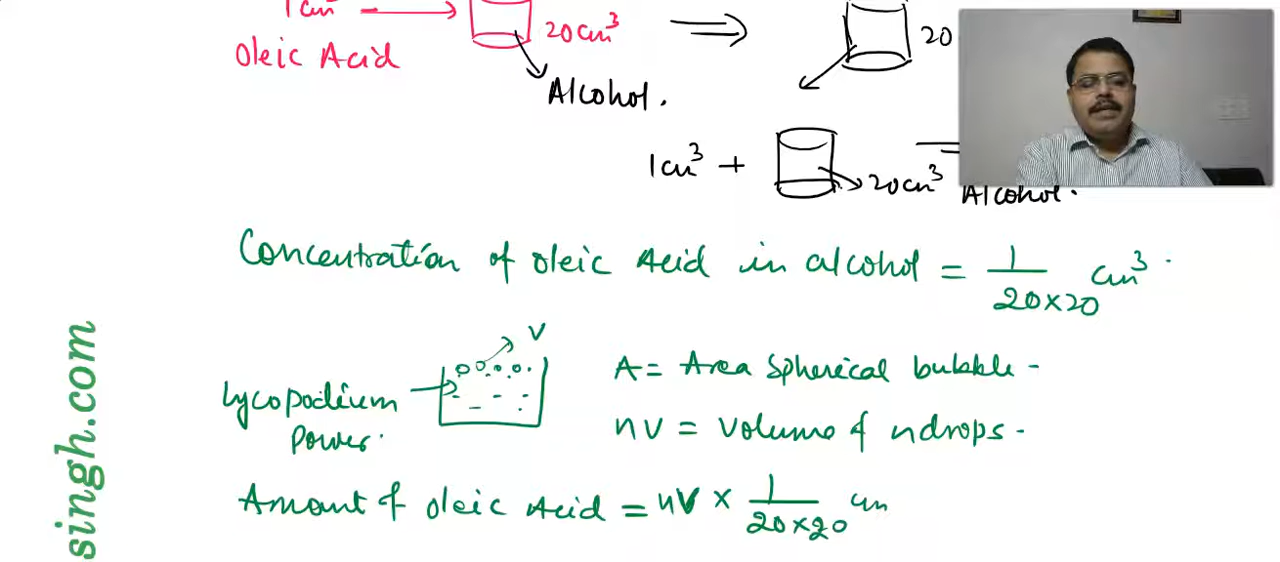 1cm³
20cm³
20
Oleic Acid
Alcohol.
1cm³ + 20cm³
Alcohol.
Concentration of oleic Acid in alcohol = 1/20×20 cm³.
V
A = Area Spherical bubble -
Lycopodium
Power.
nV = Volume of n drops -
Amount of oleic Acid = nV × 1/20×20 cm
singh.com